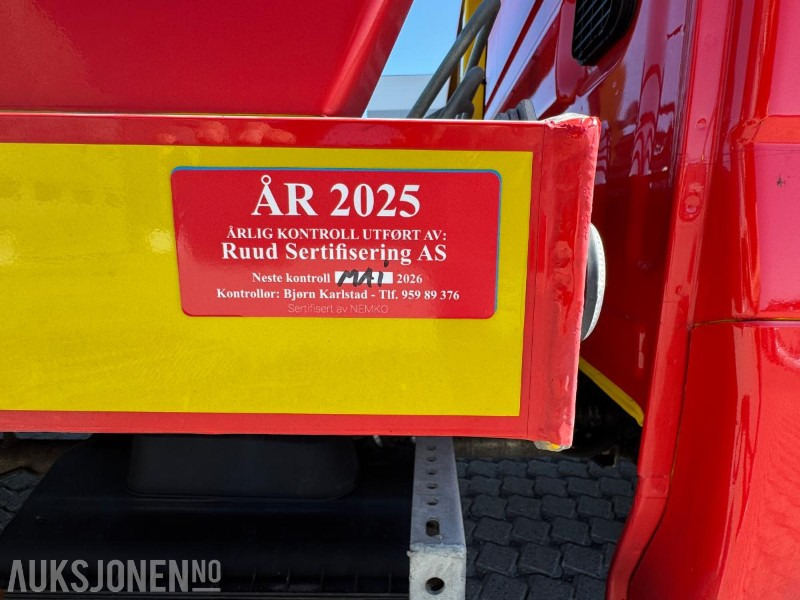 ÅR 2025
ÅRLIG KONTROLL UTFØRT AV:
Ruud Sertifisering AS
Neste kontroll MAI 2026
Kontrollør: Bjørn Karlstad - Tlf. 959 89 376
Sertifisert av NEMKO
AUKSJONEN.NO